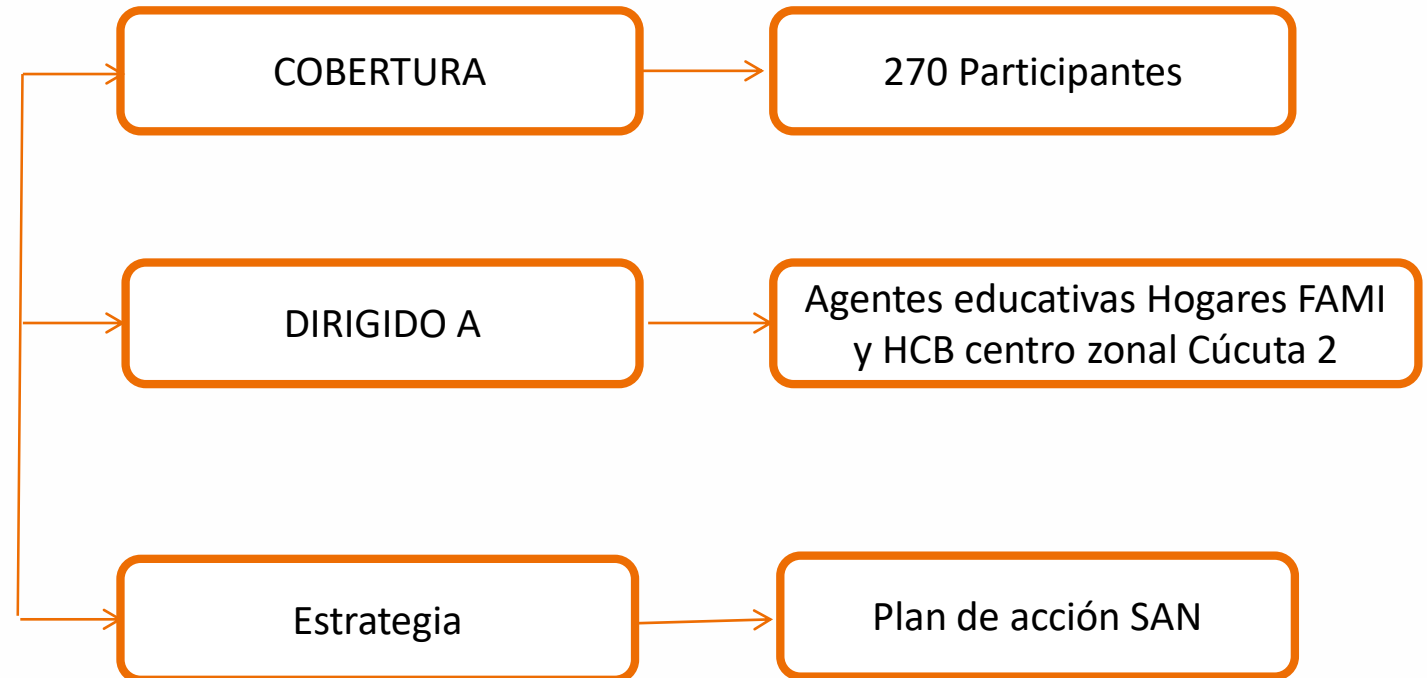 COBERTURA
270 Participantes
DIRIGIDO A
Agentes educativas Hogares FAMI
y HCB centro zonal Cúcuta 2
Estrategia
Plan de acción SAN